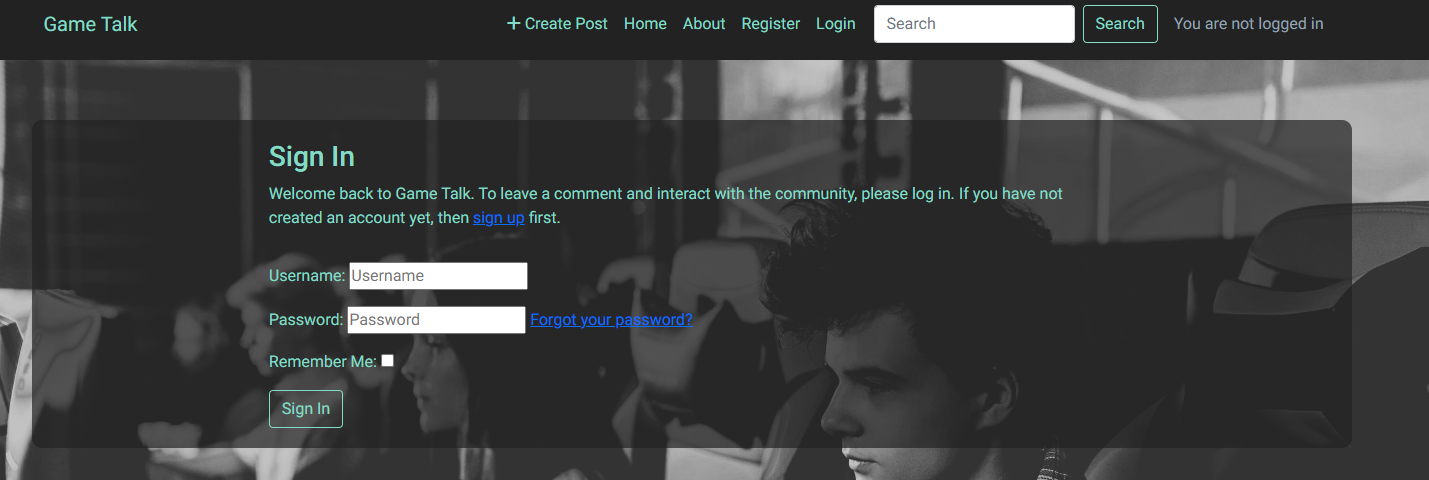 Game Talk
+ Create Post Home About Register Login Search Search You are not logged in
Sign In
Welcome back to Game Talk. To leave a comment and interact with the community, please log in. If you have not
created an account yet, then sign up first.
Username: Username
Password: Password Forgot your password?
Remember Me:
Sign In